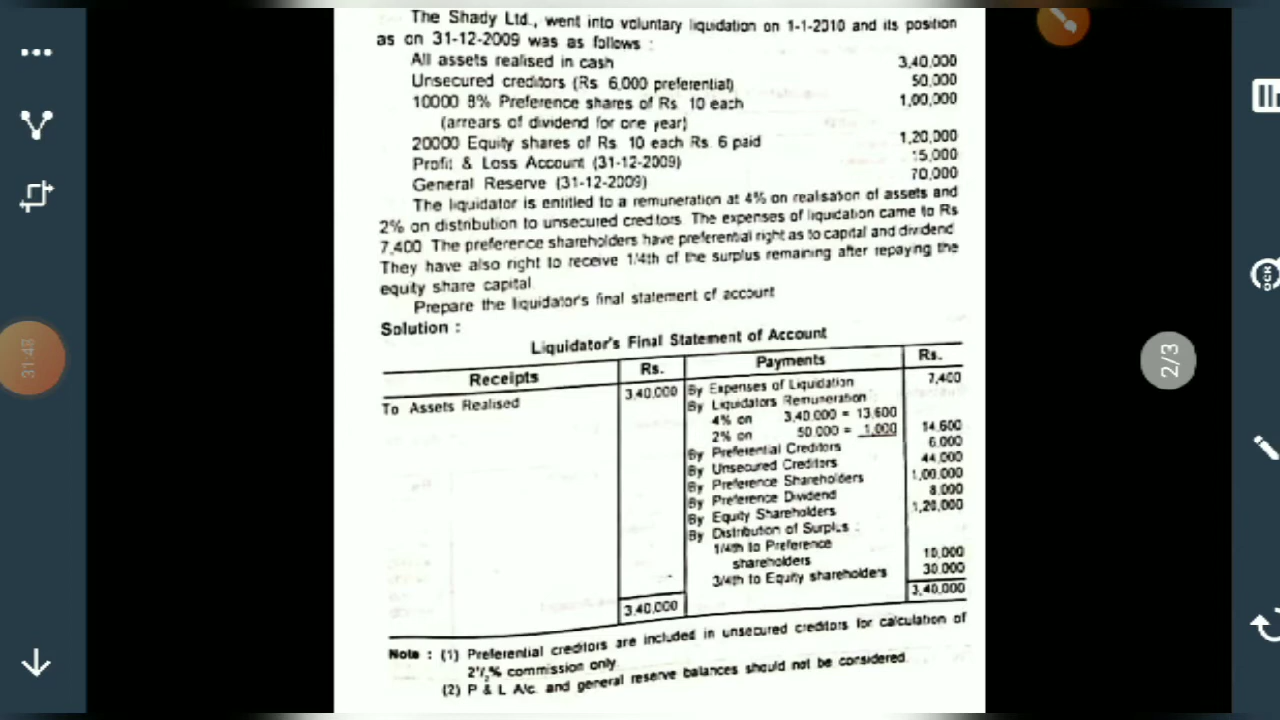 The Shady Ltd., went into voluntary liquidation on 1-1-2010 and its position
as on 31-12-2009 was as follows :
All assets realised in cash 3,40,000
Unsecured creditors (Rs 6,000 preferential) 50,000
10000 8% Preference shares of Rs 10 each 1,00,000
(arrears of dividend for one year)
20000 Equity shares of Rs 10 each Rs. 6 paid 1,20,000
Profit & Loss Account (31-12-2009) 15,000
General Reserve (31-12-2009) 70,000
The liquidator is entitled to a remuneration at 4% on realisation of assets and
2% on distribution to unsecured creditors The expenses of liquidation came to Rs
7,400 The preference shareholders have preferential right as to capital and dividend
They have also right to receive 1/4th of the surplus remaining after repaying the
equity share capital
Prepare the liquidator's final statement of account
Solution :
Liquidator's Final Statement of Account
Receipts Rs. Payments Rs.
To Assets Realised 3,40,000 By Expenses of Liquidation 7,400
By Liquidators Remuneration :
4% on 3,40,000 = 13,600
2% on 50,000 = 1,000 14,600
By Preferential Creditors 6,000
By Unsecured Creditors 44,000
By Preference Shareholders 1,00,000
By Preference Dividend 8,000
By Equity Shareholders 1,20,000
By Distribution of Surplus :
1/4th to Preference
shareholders 10,000
3/4th to Equity shareholders 30,000
3,40,000 3,40,000
Note : (1) Preferential creditors are included in unsecured creditors for calculation of
commission only.
(2) P & L A/c. and general reserve balances should not be considered
31:48
2/3
OCR